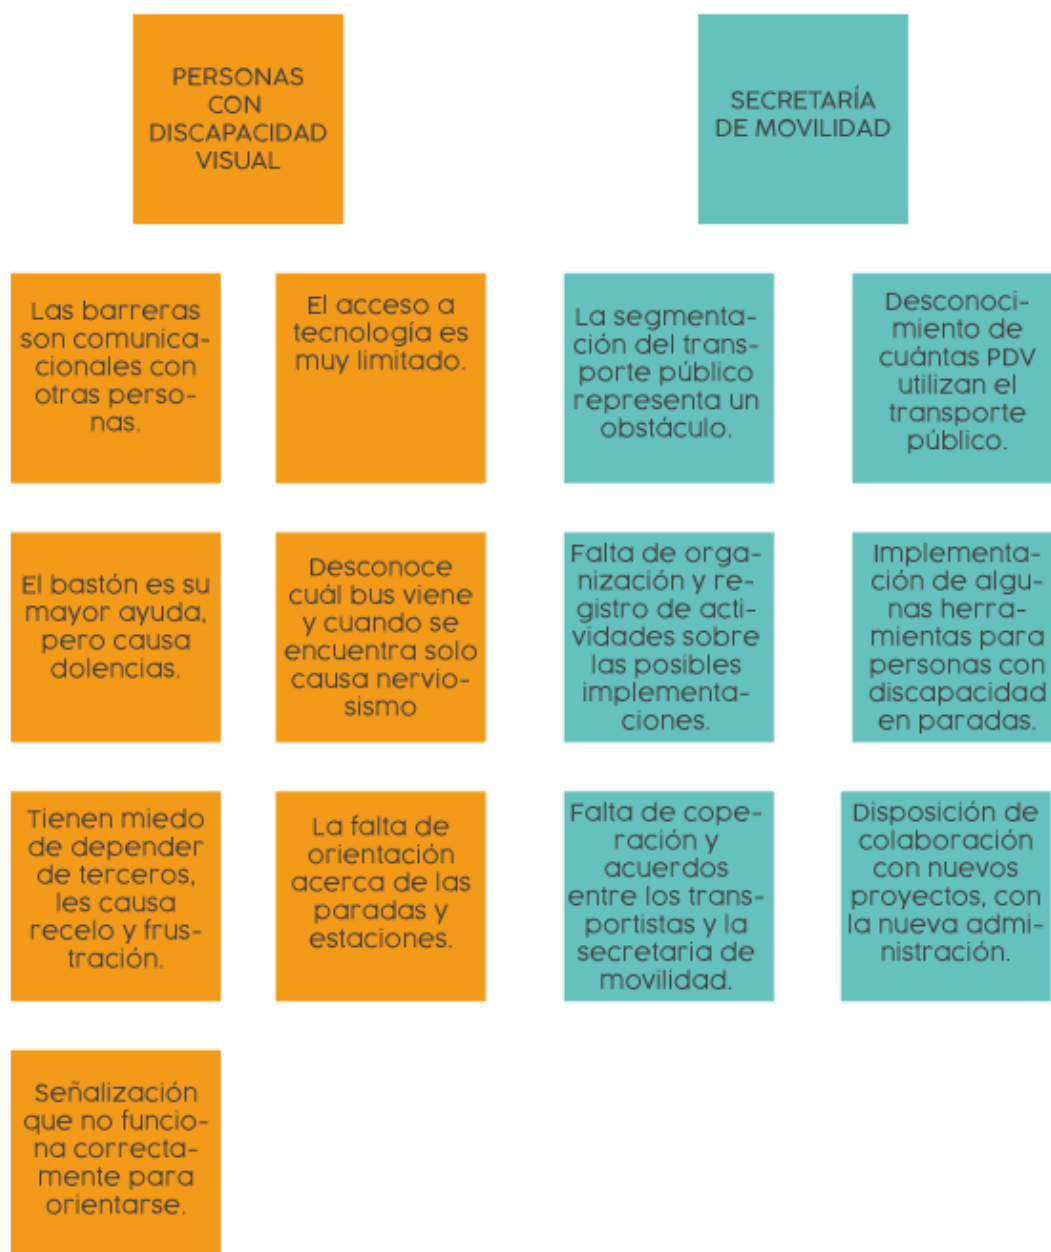 PERSONAS
CON
DISCAPACIDAD
VISUAL
SECRETARÍA
DE MOVILIDAD
Las barreras
son comunica-
cionales con
otras perso-
nas.
El acceso a
tecnología es
muy limitado.
La segmenta-
ción del trans-
porte público
representa un
obstáculo.
Desconoci-
miento de
cuántas PDV
utilizan el
transporte
público.
El bastón es su
mayor ayuda,
pero causa
dolencias.
Desconoce
cuál bus viene
y cuando se
encuentra solo
causa nervio-
sismo
Falta de orga-
nización y re-
gistro de acti-
vidades sobre
las posibles
implementa-
ciones.
Implementa-
ción de algu-
nas herra-
mientas para
personas con
discapacidad
en paradas.
Tienen miedo
de depender
de terceros,
les causa
recelo y frus-
tración.
La falta de
orientación
acerca de las
paradas y
estaciones.
Falta de cope-
ración y
acuerdos
entre los trans-
portistas y la
secretaria de
movilidad.
Disposición de
colaboración
con nuevos
proyectos, con
la nueva admi-
nistración.
Señalización
que no funcio-
na correcta-
mente para
orientarse.